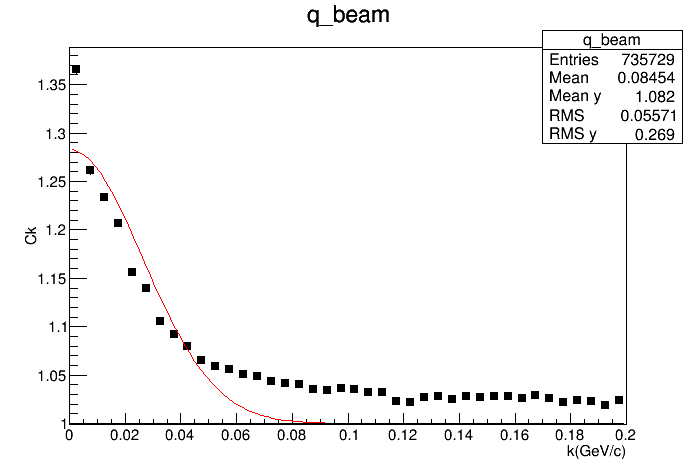 q_beam
q_beam
Entries 735729
Mean 0.08454
Mean y 1.082
RMS 0.05571
RMS y 0.269
Ck
1.35
1.3
1.25
1.2
1.15
1.1
1.05
1
0 0.02 0.04 0.06 0.08 0.1 0.12 0.14 0.16 0.18 0.2
k(GeV/c)